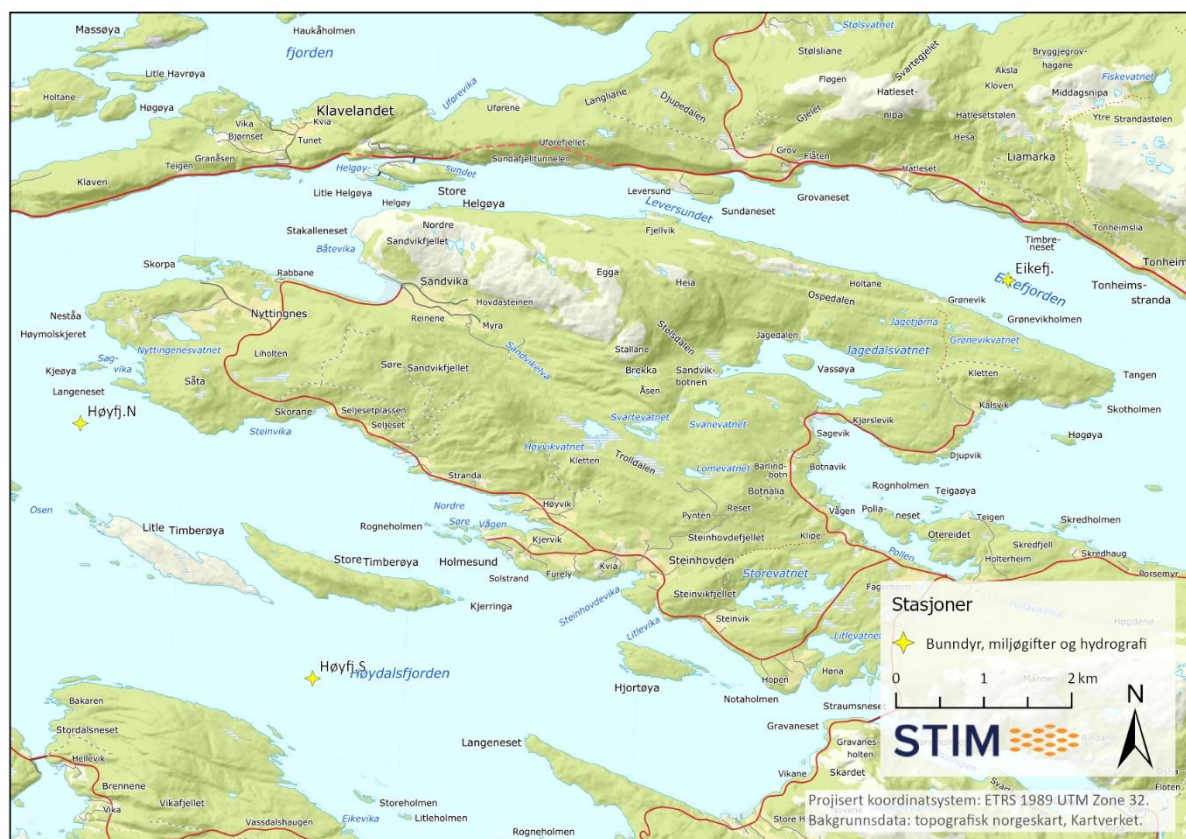 Massøya
Haukåholmen
fjorden
Litle Havrøya
Holtane
Høgøya
Vika
Bjørnset
Kvia
Tunet
Klavelandet
Uførevika
Uførene
Langliane
Djupedalen
Stølsvatnet
Stølsliane
Svartegjelet
Fløgen
Hatleset-
nipa
Gjelet
Aksla
Kloven
Bryggjegrov-
hagane
Middagsnipa
Fiskevatnet
Hatlesetstølen
Ytre
Strandastølen
Hesa
Liamarka
Granåsen
Teigen
Klaven
Helgøy-
sundet
Uførefjellet
Sundafjelltunnelen
Grov
Flåten
Hatleset
Litle Helgøya
Helgøy
Store
Helgøya
Leversund
Leversundet
Sundaneset
Grovaneset
Stakalleneset
Båtevika
Nordre
Sandvikfjellet
Fjellvik
Tonheimslia
Timbre-
neset
Tonheim
Tonheims-
stranda
Eikefj.
Eikefjorden
Skorpa
Rabbane
Sandvika
Egga
Heia
Holtane
Ospedalen
Grønevik
Grønevikholmen
Neståa
Høymolskjeret
Nyttingnes
Hovdasteinen
Reinene
Myra
Stølsdalen
Jagedalen
Jagetjørna
Grønevikvatnet
Jagedalsvatnet
Nyttingenesvatnet
Liholten
Sandvikelva
Stallane
Brekka
Sandvik-
botnen
Vassøya
Kletten
Tangen
Sag-
vika
Kjeøya
Langeneset
Såta
Søre
Sandvikfjellet
Åsen
Kalsvik
Skotholmen
Høyfj.N
Skorane
Seljesetplassen
Seljeset
Steinvika
Svartevatnet
Svanevatnet
Kjørslevik
Sagevik
Høgøya
Høyvikvatnet
Kletten
Trolldalen
Lomevatnet
Barlind-
botn
Botnavik
Djupvik
Stranda
Botnalia
Rognholmen
Teigaøya
Osen
Litle Timberøya
Nordre
Søre Vågen
Rogneholmen
Høyvik
Pynten
Reset
Vågen
Polla-
neset
Teigen
Otereidet
Skredholmen
Skredfjell
Skredhaug
Holterheim
Store Timberøya
Holmesund
Kjervik
Steinhovdefjellet
Klipe
Pollen
Solstrand
Furely
Kvia
Steinhovden
Storevatnet
Porsemyr
Kjerringa
Steinhovdevika
Steinvikfjellet
Steinvik
Litlevika
Litlevatnet
Høyfj.S
Høydalsfjorden
Hjortøya
Hopen
Høna
Notaholmen
Straumsneset
Bakaren
Stordalsneset
Hellevik
Brennene
Vika
Vikafjellet
Vassdalshaugen
Langeneset
Gravaneset
Gravanes-
holten
Vikane
Skardet
Storeholmen
Litleholmen
Eikevika
Rogneholmen
Stasjoner
Bunndyr, miljøgifter og hydrografi
0 1 2 km
N
STIM
Projisert koordinatsystem: ETRS 1989 UTM Zone 32.
Bakgrunnsdata: topografisk norgeskart, Kartverket.